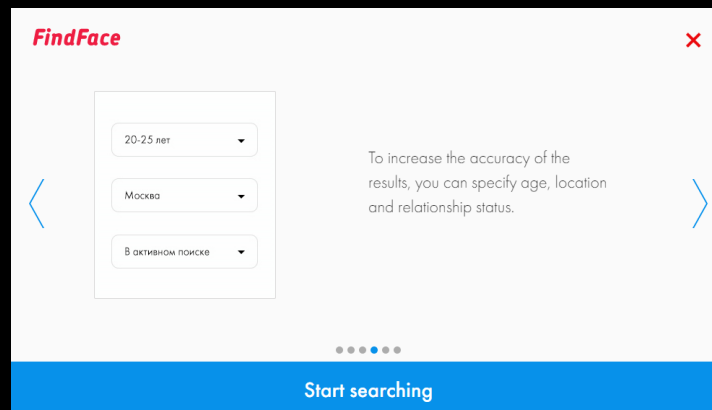 FindFace
20-25 лет
Москва
В активном поиске
To increase the accuracy of the
results, you can specify age, location
and relationship status.
Start searching